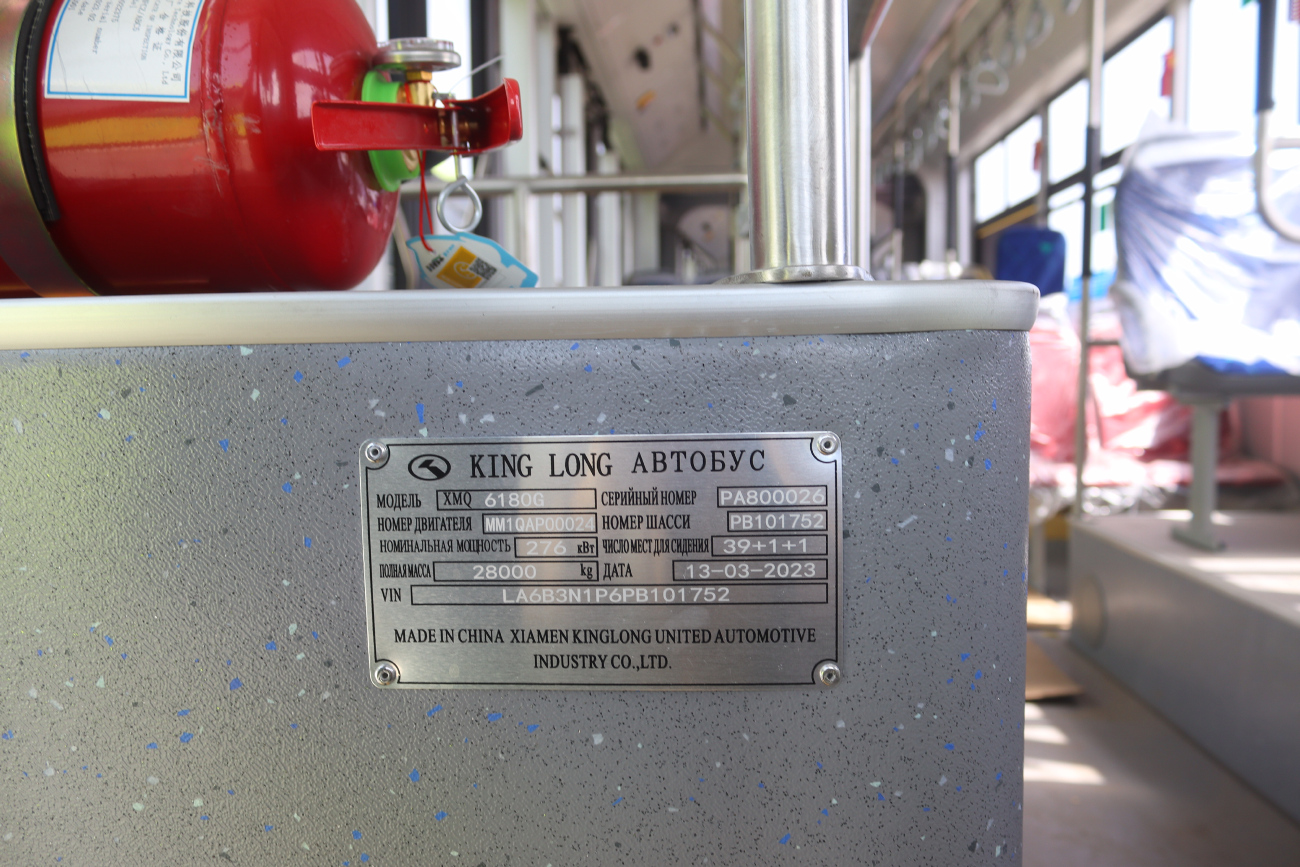 KING LONG АВТОБУС
МОДЕЛЬ XMQ 6180G СЕРИЙНЫЙ НОМЕР PA800026
НОМЕР ДВИГАТЕЛЯ MM1QAP00024 НОМЕР ШАССИ PB101752
НОМИНАЛЬНАЯ МОЩНОСТЬ 276 кВт ЧИСЛО МЕСТ ДЛЯ СИДЕНИЯ 39+1+1
ПОЛНАЯ МАССА 28000 kg ДАТА 13-03-2023
VIN LA6B3N1P6PB101752
MADE IN CHINA XIAMEN KINGLONG UNITED AUTOMOTIVE
INDUSTRY CO.,LTD.